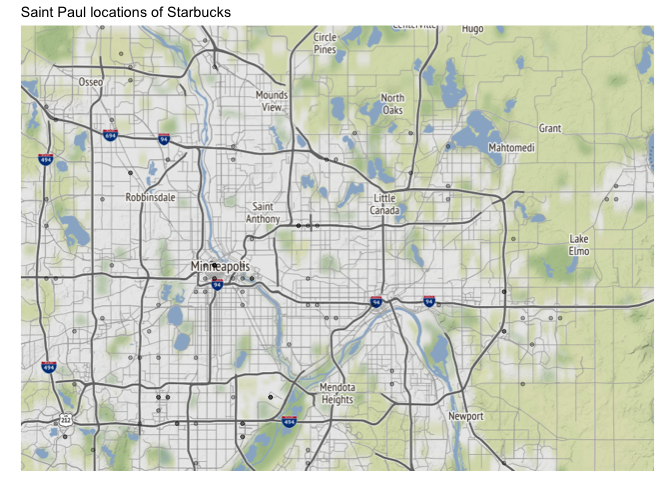 Saint Paul locations of Starbucks
Centerville
Hugo
Circle
Pines
Osseo
Mounds
View
North
Oaks
Grant
694
94
Mahtomedi
494
Robbinsdale
Little
Canada
Saint
Anthony
Lake
Elmo
Minneapolis
94
94
94
494
Mendota
Heights
212
494
Newport